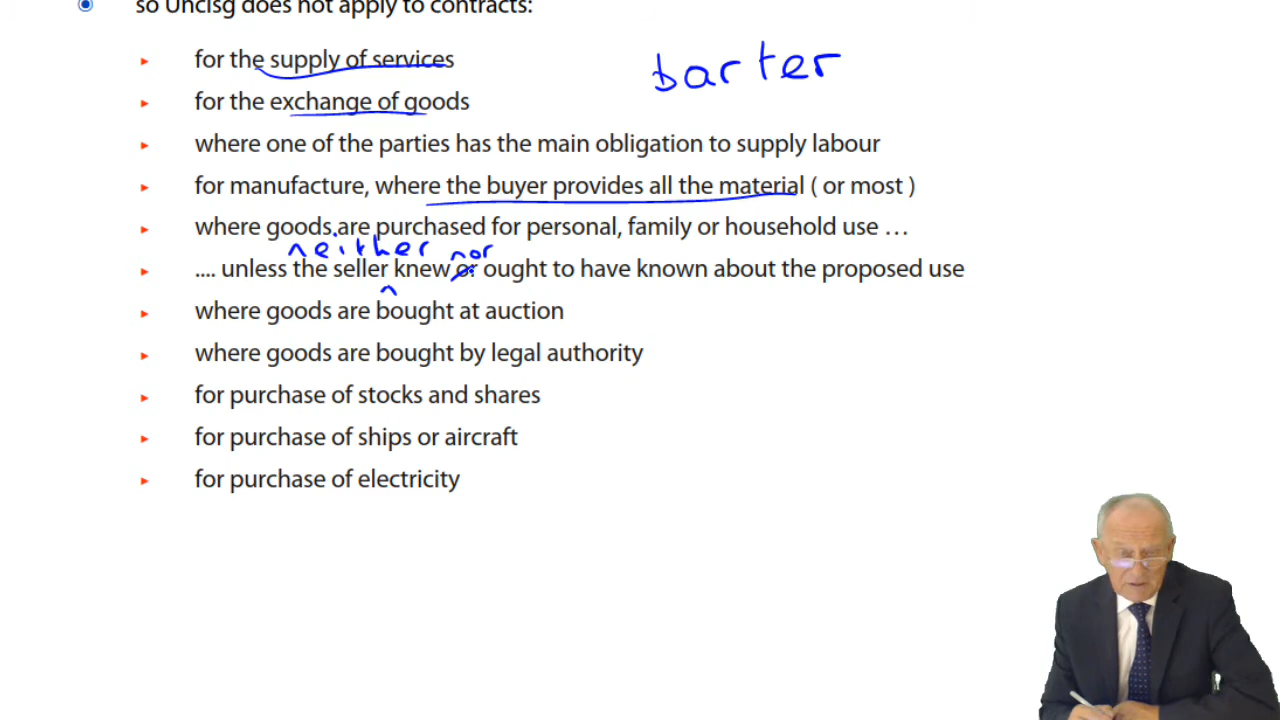 so Uncisg does not apply to contracts:
for the supply of services
barter
for the exchange of goods
where one of the parties has the main obligation to supply labour
for manufacture, where the buyer provides all the material ( or most )
where goods are purchased for personal, family or household use …
neither nor
.... unless the seller knew or ought to have known about the proposed use
where goods are bought at auction
where goods are bought by legal authority
for purchase of stocks and shares
for purchase of ships or aircraft
for purchase of electricity